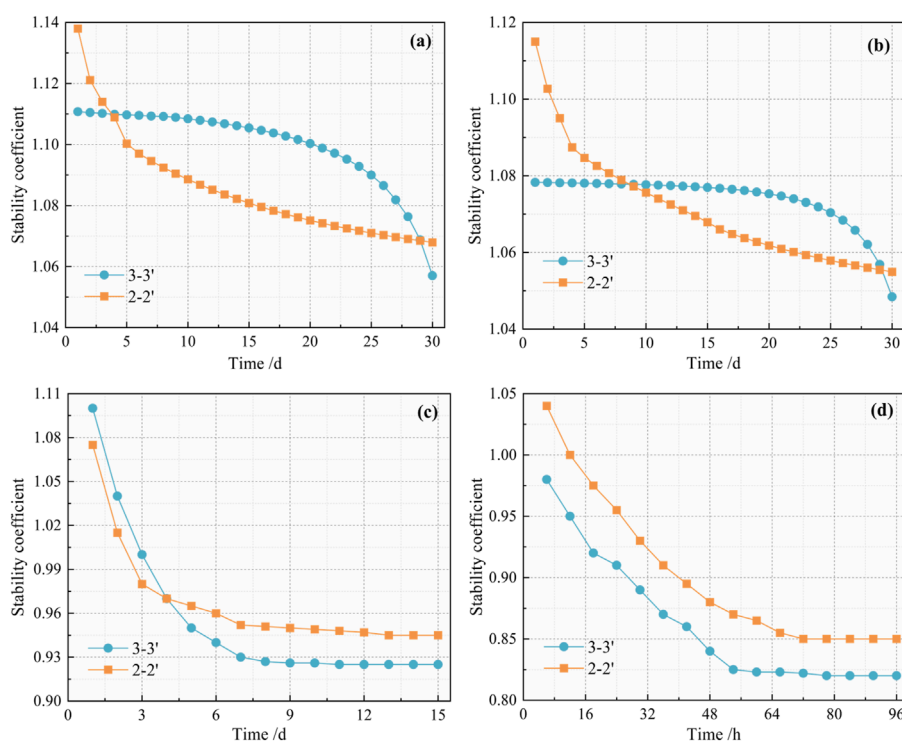 (a)
Stability coefficient
1.14
1.12
1.10
1.08
1.06
1.04
3-3'
2-2'
0 5 10 15 20 25 30
Time /d
(b)
Stability coefficient
1.12
1.10
1.08
1.06
1.04
3-3'
2-2'
0 5 10 15 20 25 30
Time /d
(c)
Stability coefficient
1.11
1.08
1.05
1.02
0.99
0.96
0.93
0.90
3-3'
2-2'
0 3 6 9 12 15
Time /d
(d)
Stability coefficient
1.05
1.00
0.95
0.90
0.85
0.80
3-3'
2-2'
0 16 32 48 64 80 96
Time /h